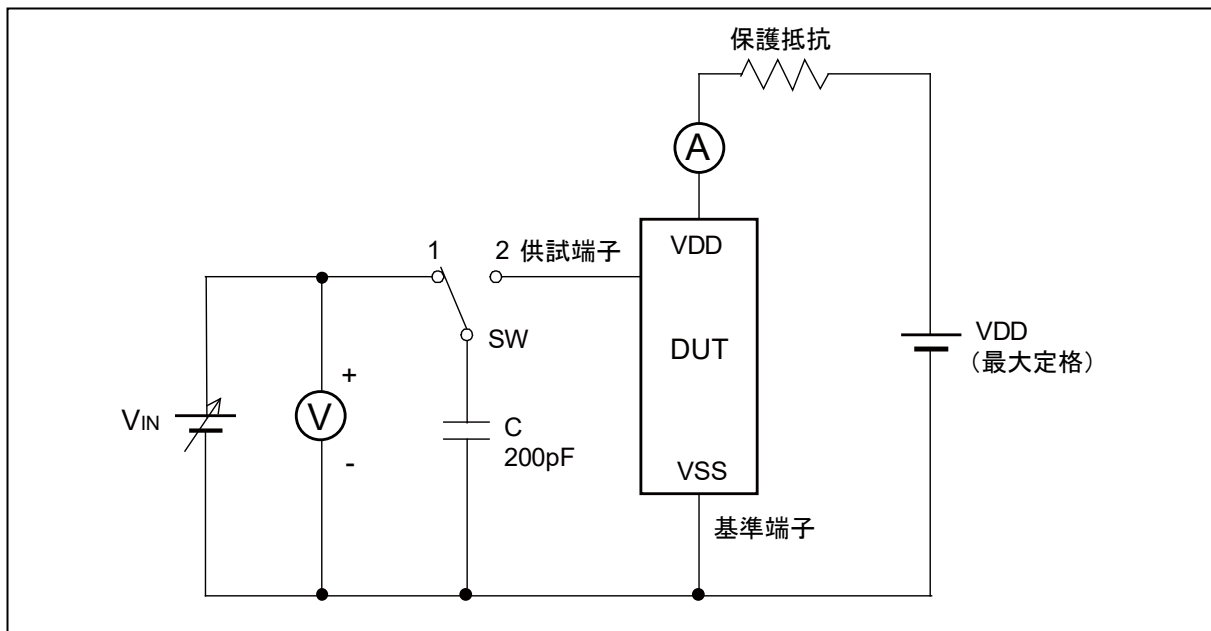 保護抵抗
A
1
2 供試端子
VDD
SW
DUT
VDD
（最大定格）
+
VIN
V
C
200pF
-
VSS
基準端子